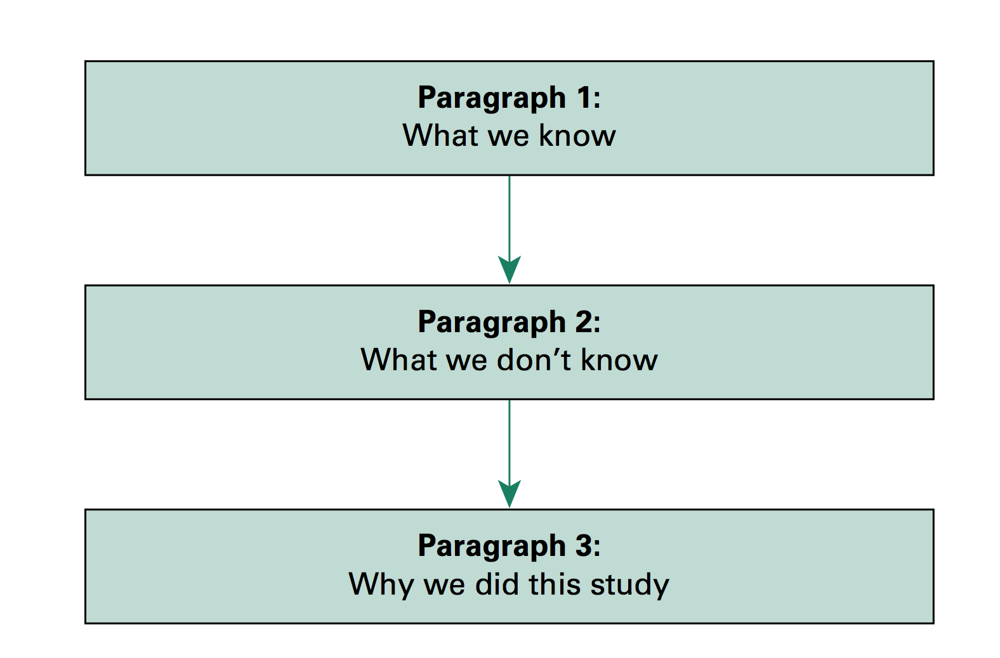 Paragraph 1:
What we know
Paragraph 2:
What we don’t know
Paragraph 3:
Why we did this study